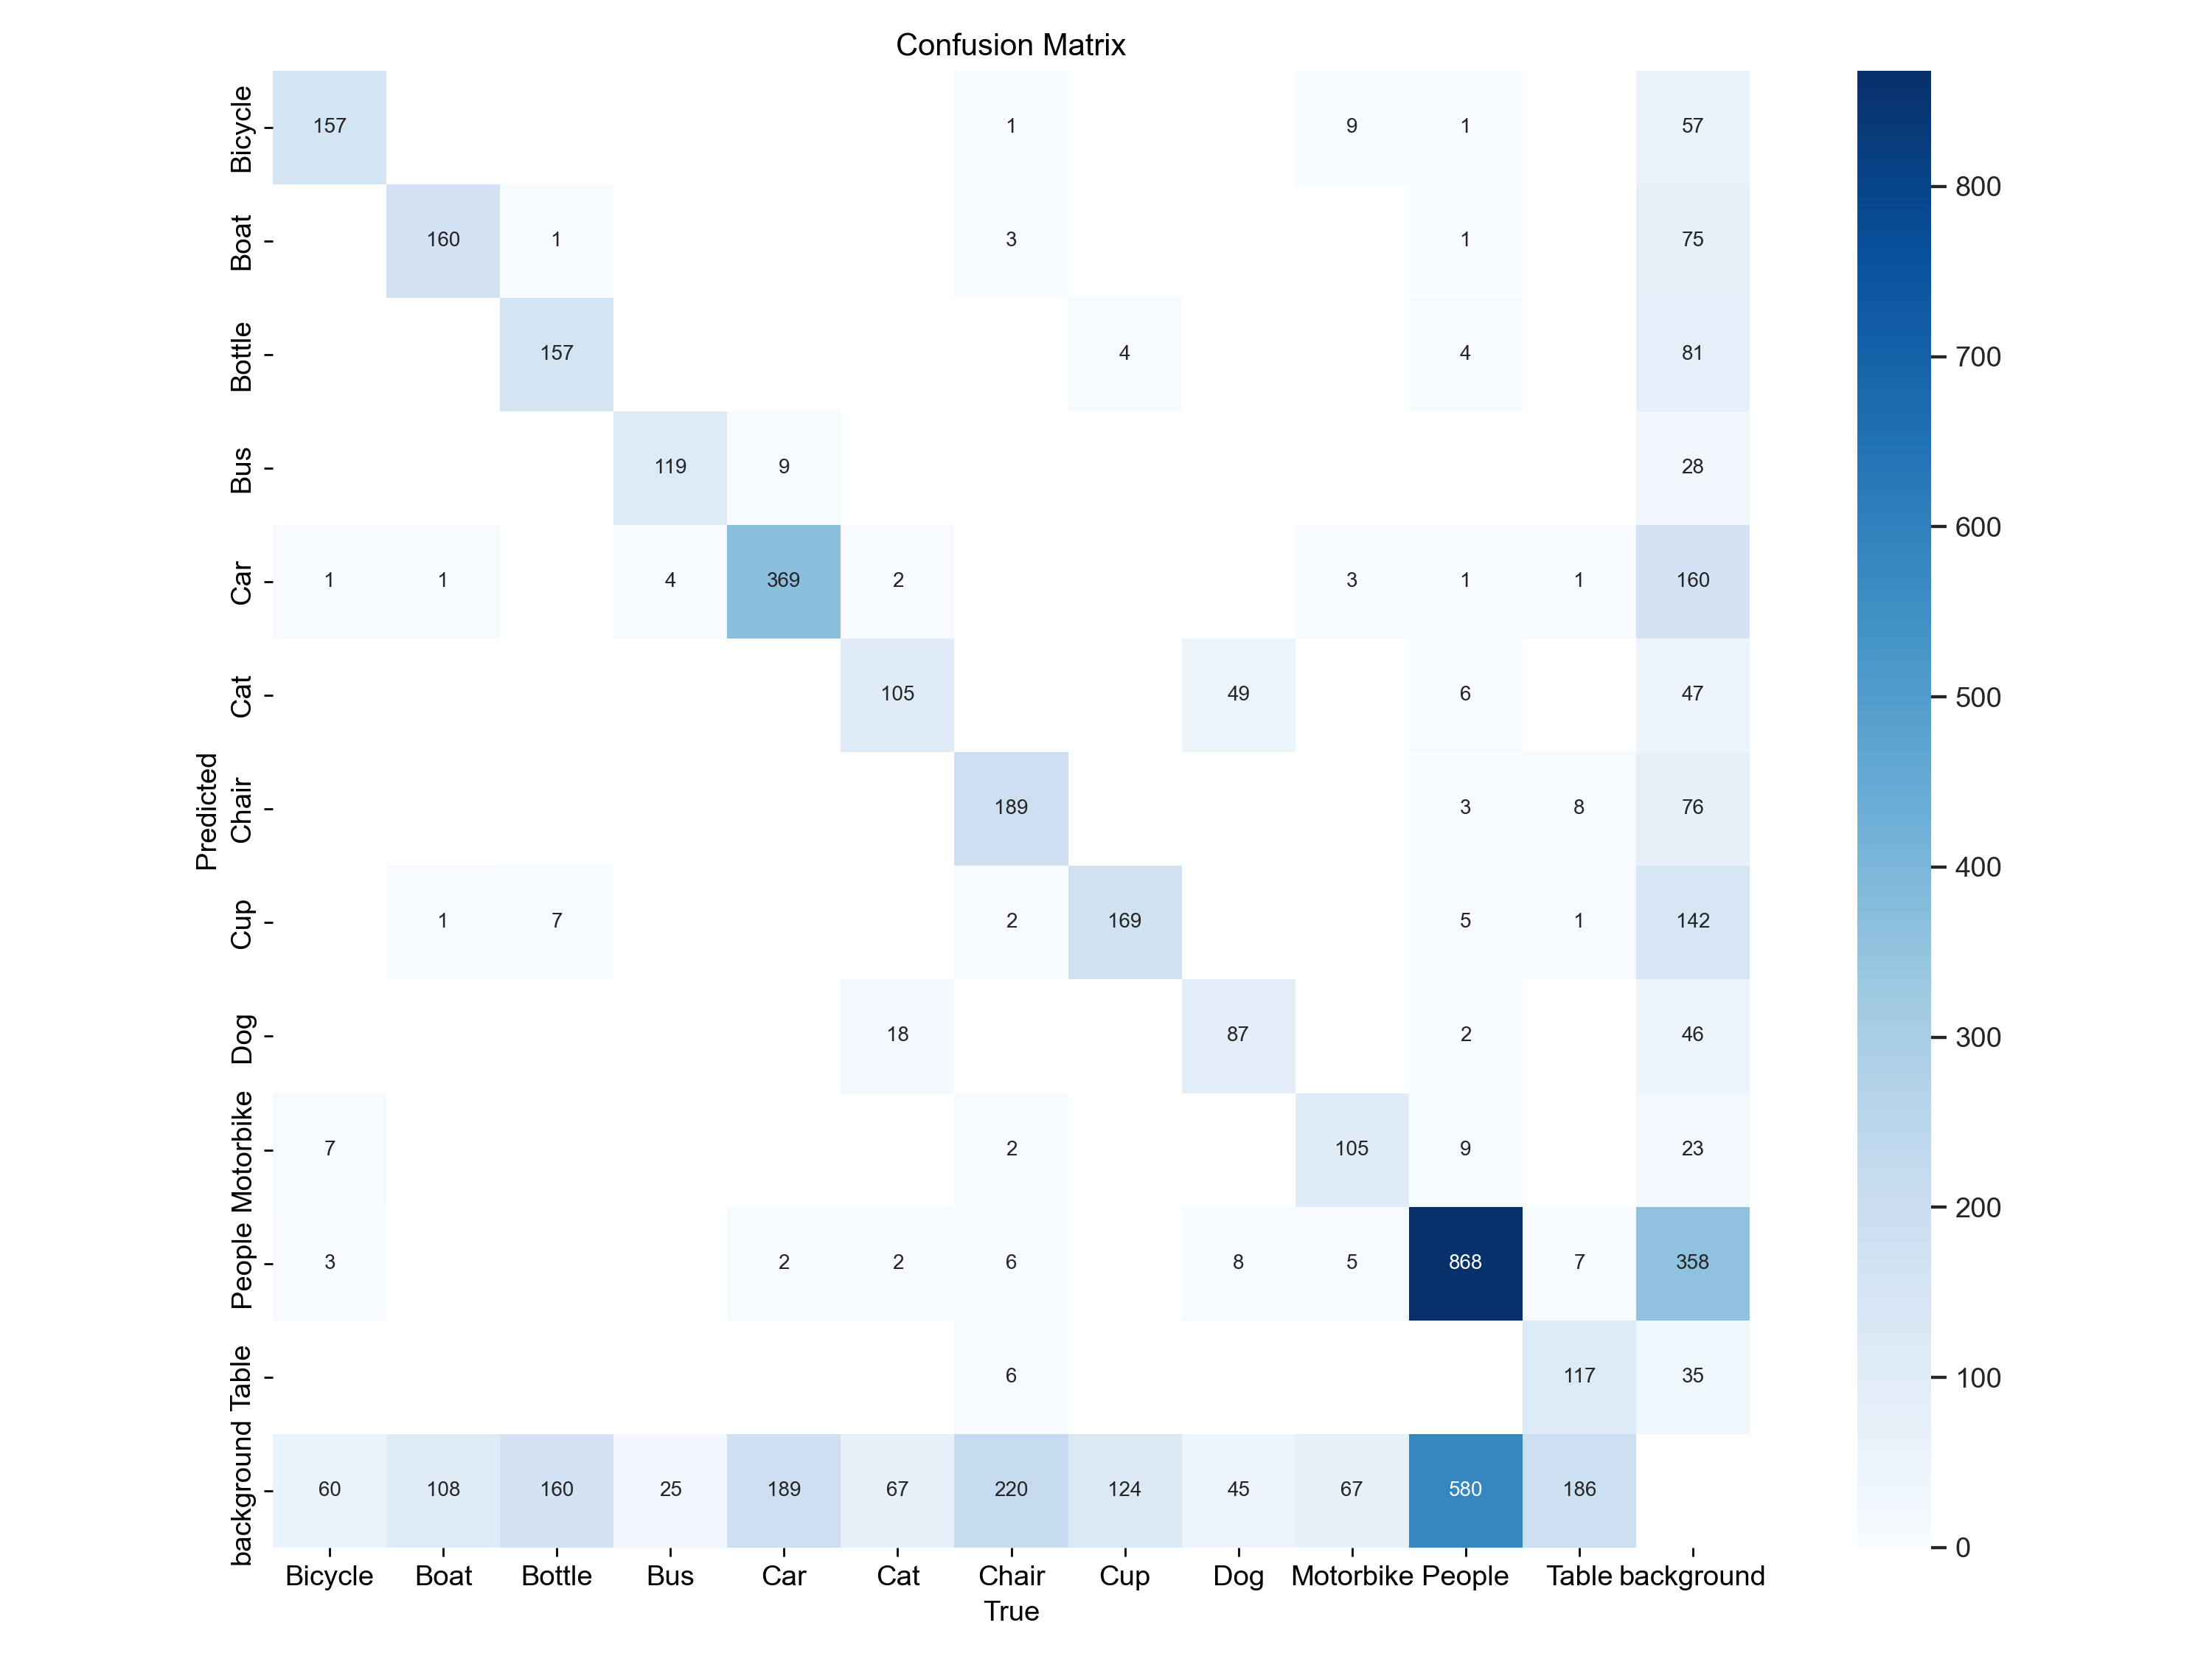 Confusion Matrix
Bicycle 157 1 9 1 57
Boat 160 1 3 1 75
Bottle 157 4 4 81
Bus 119 9 28
Car 1 1 4 369 2 3 1 1 160
Cat 105 49 6 47
Chair 189 3 8 76
Cup 1 7 2 169 5 1 142
Dog 18 87 2 46
Motorbike 7 2 105 9 23
People 3 2 2 6 8 5 868 7 358
Table 6 117 35
background 60 108 160 25 189 67 220 124 45 67 580 186
Predicted
Bicycle Boat Bottle Bus Car Cat Chair Cup Dog Motorbike People Table background
True
800
700
600
500
400
300
200
100
0